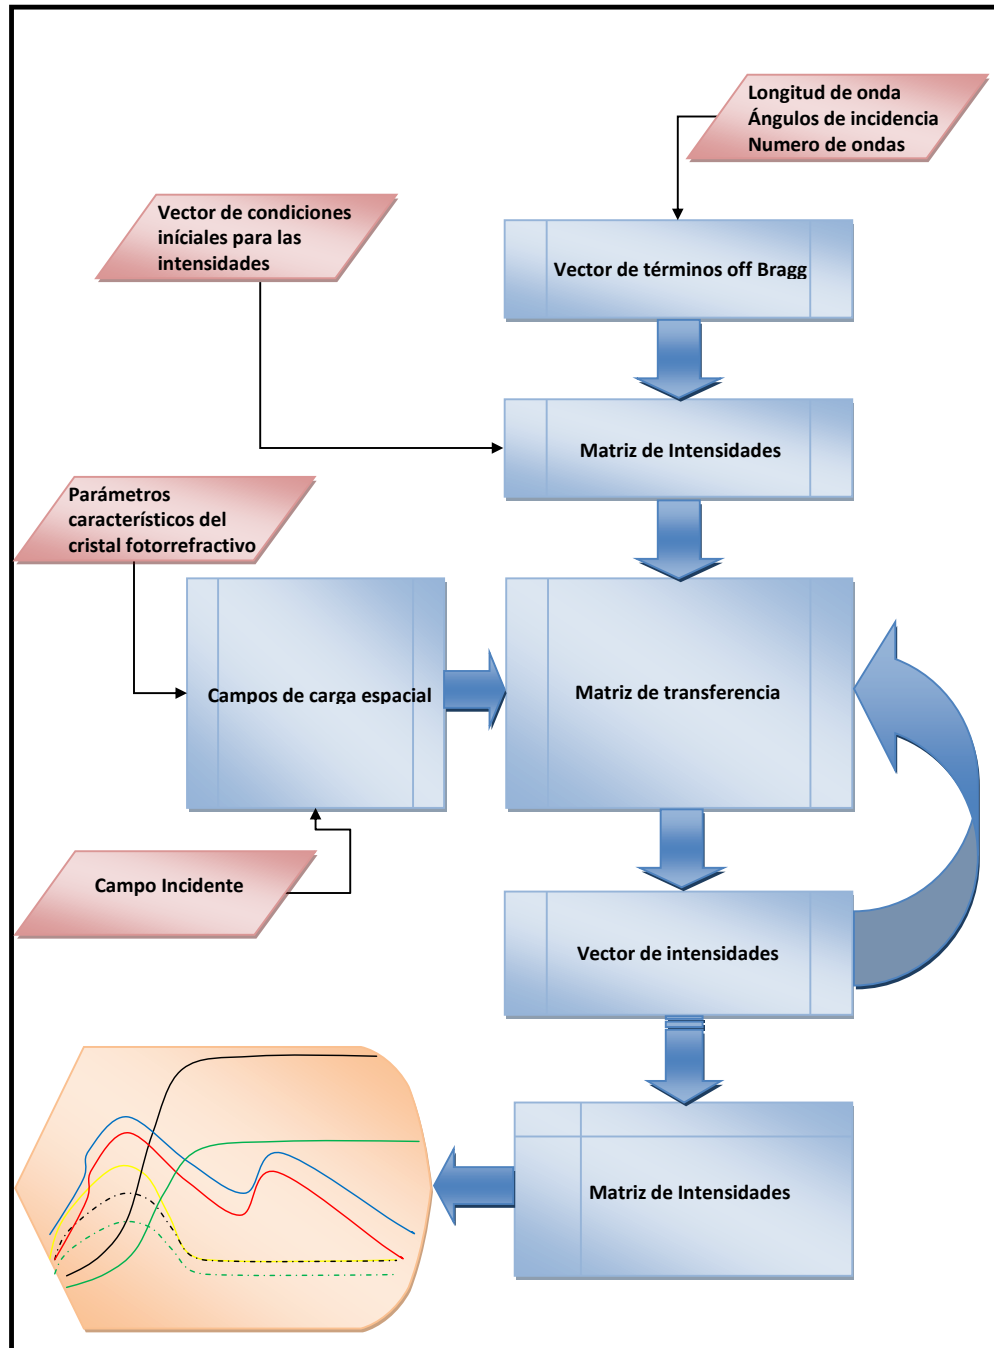 Longitud de onda
Ángulos de incidencia
Numero de ondas
Vector de condiciones
iníciales para las
intensidades
Vector de términos off Bragg
Matriz de Intensidades
Parámetros
característicos del
cristal fotorrefractivo
Campos de carga espacial
Matriz de transferencia
Campo Incidente
Vector de intensidades
Matriz de Intensidades